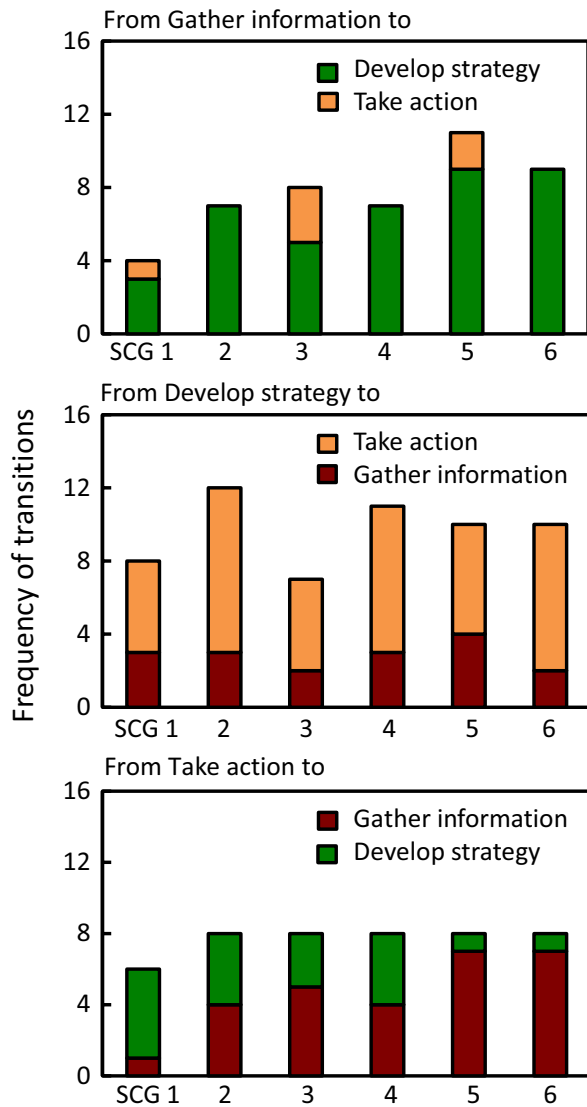 From Gather information to
16
Develop strategy
Take action
12
8
4
0
SCG 1 2 3 4 5 6
From Develop strategy to
16
Take action
Gather information
12
8
4
0
SCG 1 2 3 4 5 6
From Take action to
16
Gather information
Develop strategy
12
8
4
0
SCG 1 2 3 4 5 6
Frequency of transitions